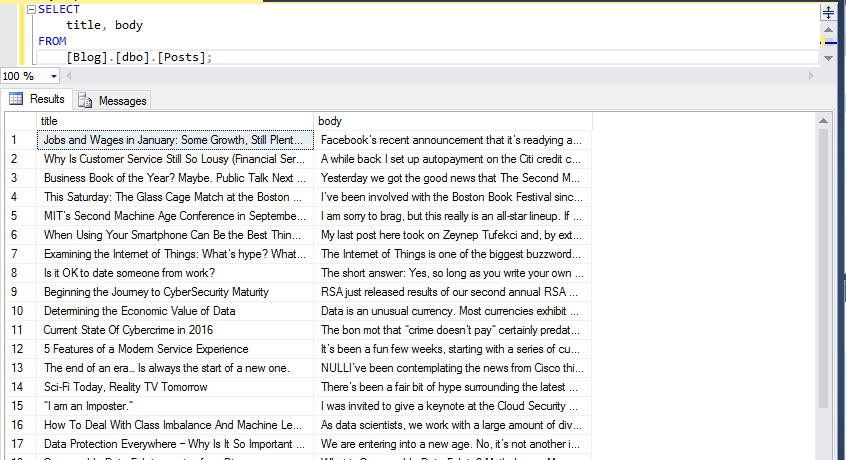 SELECT
title, body
FROM
[Blog].[dbo].[Posts];
100 %
Results Messages
title body
1 Jobs and Wages in January: Some Growth, Still Plent... Facebook's recent announcement that it's readying a...
2 Why Is Customer Service Still So Lousy (Financial Ser... A while back I set up autopayment on the Citi credit c...
3 Business Book of the Year? Maybe. Public Talk Next ... Yesterday we got the good news that The Second M...
4 This Saturday: The Glass Cage Match at the Boston ... I've been involved with the Boston Book Festival sinc...
5 MIT's Second Machine Age Conference in Septembe... I am sorry to brag, but this really is an all-star lineup. If ...
6 When Using Your Smartphone Can Be the Best Thin... My last post here took on Zeynep Tufekci and, by ext...
7 Examining the Internet of Things: What's hype? What... The Internet of Things is one of the biggest buzzword...
8 Is it OK to date someone from work? The short answer: Yes, so long as you write your own ...
9 Beginning the Journey to CyberSecurity Maturity RSA just released results of our second annual RSA ...
10 Determining the Economic Value of Data Data is an unusual currency. Most currencies exhibit ...
11 Current State Of Cybercrime in 2016 The bon mot that "crime doesn't pay" certainly predat...
12 5 Features of a Modern Service Experience It's been a fun few weeks, starting with a series of cu...
13 The end of an era... Is always the start of a new one. NULLI've been contemplating the news from Cisco thi...
14 Sci-Fi Today, Reality TV Tomorrow There's been a fair bit of hype surrounding the latest ...
15 "I am an Imposter." I was invited to give a keynote at the Cloud Security ...
16 How To Deal With Class Imbalance And Machine Le... As data scientists, we work with a large amount of div...
17 Data Protection Everywhere – Why Is It So Important ... We are entering into a new age. No, it's not another i...